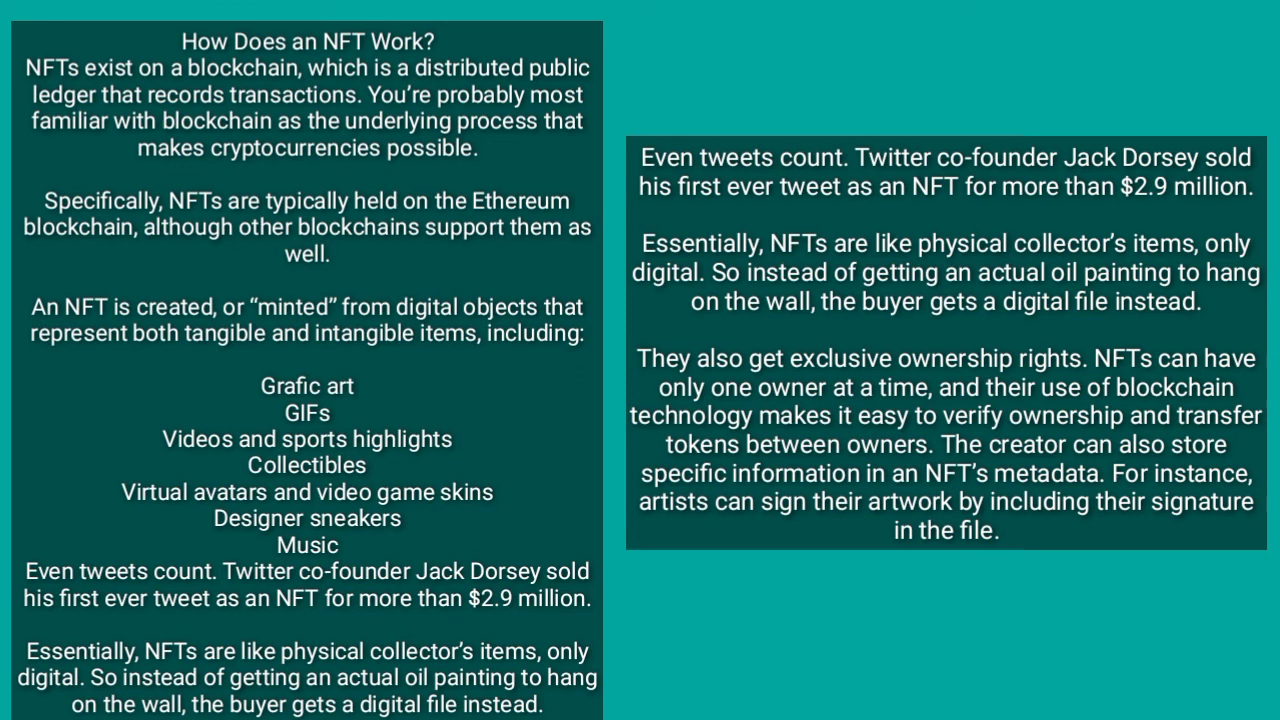 How Does an NFT Work?
NFTs exist on a blockchain, which is a distributed public
ledger that records transactions. You’re probably most
familiar with blockchain as the underlying process that
makes cryptocurrencies possible.
Specifically, NFTs are typically held on the Ethereum
blockchain, although other blockchains support them as
well.
An NFT is created, or “minted” from digital objects that
represent both tangible and intangible items, including:
Grafic art
GIFs
Videos and sports highlights
Collectibles
Virtual avatars and video game skins
Designer sneakers
Music
Even tweets count. Twitter co-founder Jack Dorsey sold
his first ever tweet as an NFT for more than $2.9 million.
Essentially, NFTs are like physical collector’s items, only
digital. So instead of getting an actual oil painting to hang
on the wall, the buyer gets a digital file instead.
Even tweets count. Twitter co-founder Jack Dorsey sold
his first ever tweet as an NFT for more than $2.9 million.
Essentially, NFTs are like physical collector’s items, only
digital. So instead of getting an actual oil painting to hang
on the wall, the buyer gets a digital file instead.
They also get exclusive ownership rights. NFTs can have
only one owner at a time, and their use of blockchain
technology makes it easy to verify ownership and transfer
tokens between owners. The creator can also store
specific information in an NFT’s metadata. For instance,
artists can sign their artwork by including their signature
in the file.